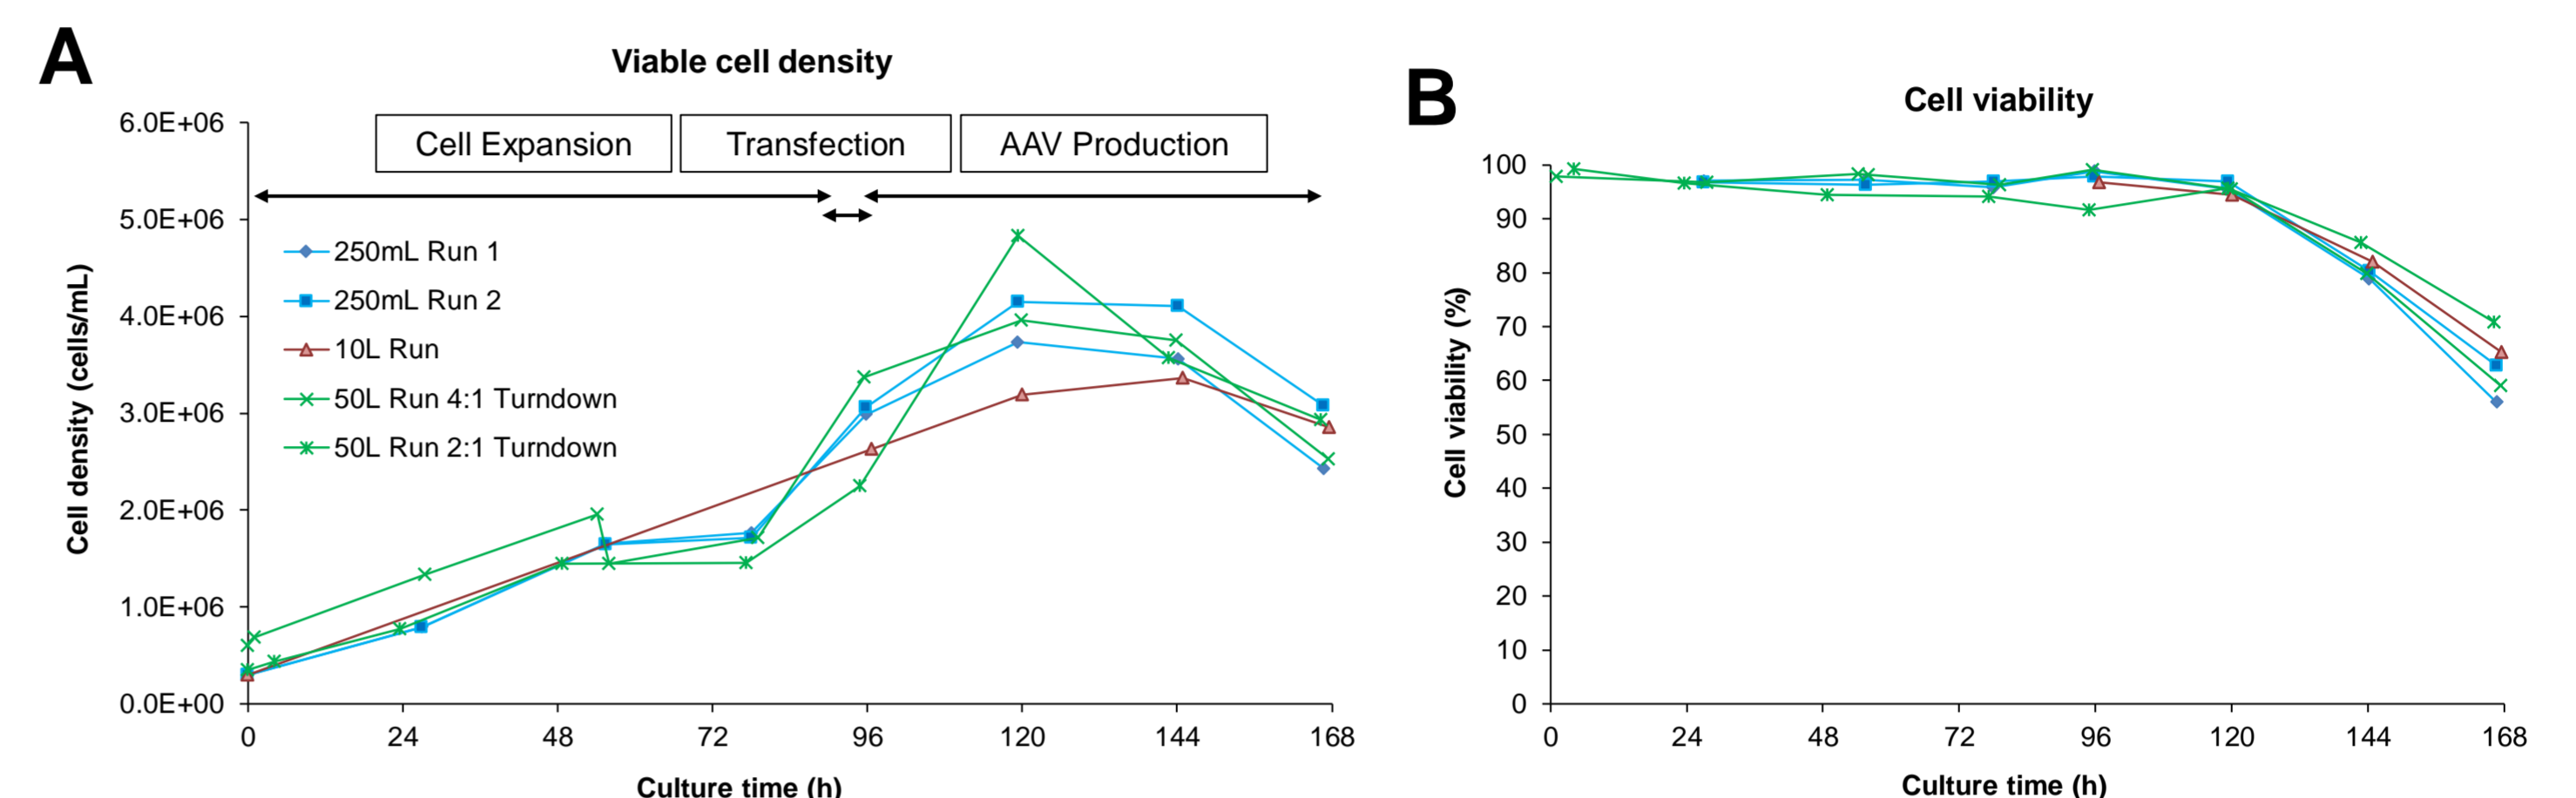 A
Viable cell density
6.0E+06
5.0E+06
4.0E+06
3.0E+06
2.0E+06
1.0E+06
0.0E+00
Cell density (cells/mL)
Cell Expansion
Transfection
AAV Production
250mL Run 1
250mL Run 2
10L Run
50L Run 4:1 Turndown
50L Run 2:1 Turndown
0 24 48 72 96 120 144 168
Culture time (h)
B
Cell viability
100
90
80
70
60
50
40
30
20
10
0
Cell viability (%)
0 24 48 72 96 120 144 168
Culture time (h)